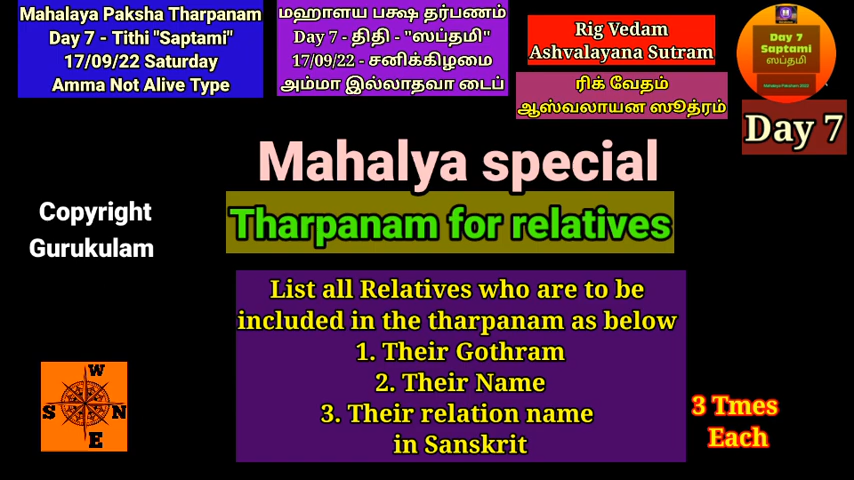 Mahalaya Paksha Tharpanam
Day 7 - Tithi "Saptami"
17/09/22 Saturday
Amma Not Alive Type
மஹாளய பக்ஷ தர்பணம்
Day 7 - திதி - "ஸப்தமி"
17/09/22 - சனிக்கிழமை
அம்மா இல்லாதவா டைப்
Rig Vedam
Ashvalayana Sutram
ரிக் வேதம்
ஆஸ்வலாயன ஸூத்ரம்
Day 7
Saptami
ஸப்தமி
Mahalaya Paksham 2022
Day 7
Mahalya special
Tharpanam for relatives
Copyright
Gurukulam
List all Relatives who are to be
included in the tharpanam as below
1. Their Gothram
2. Their Name
3. Their relation name
in Sanskrit
3 Tmes
Each
W
S N
E